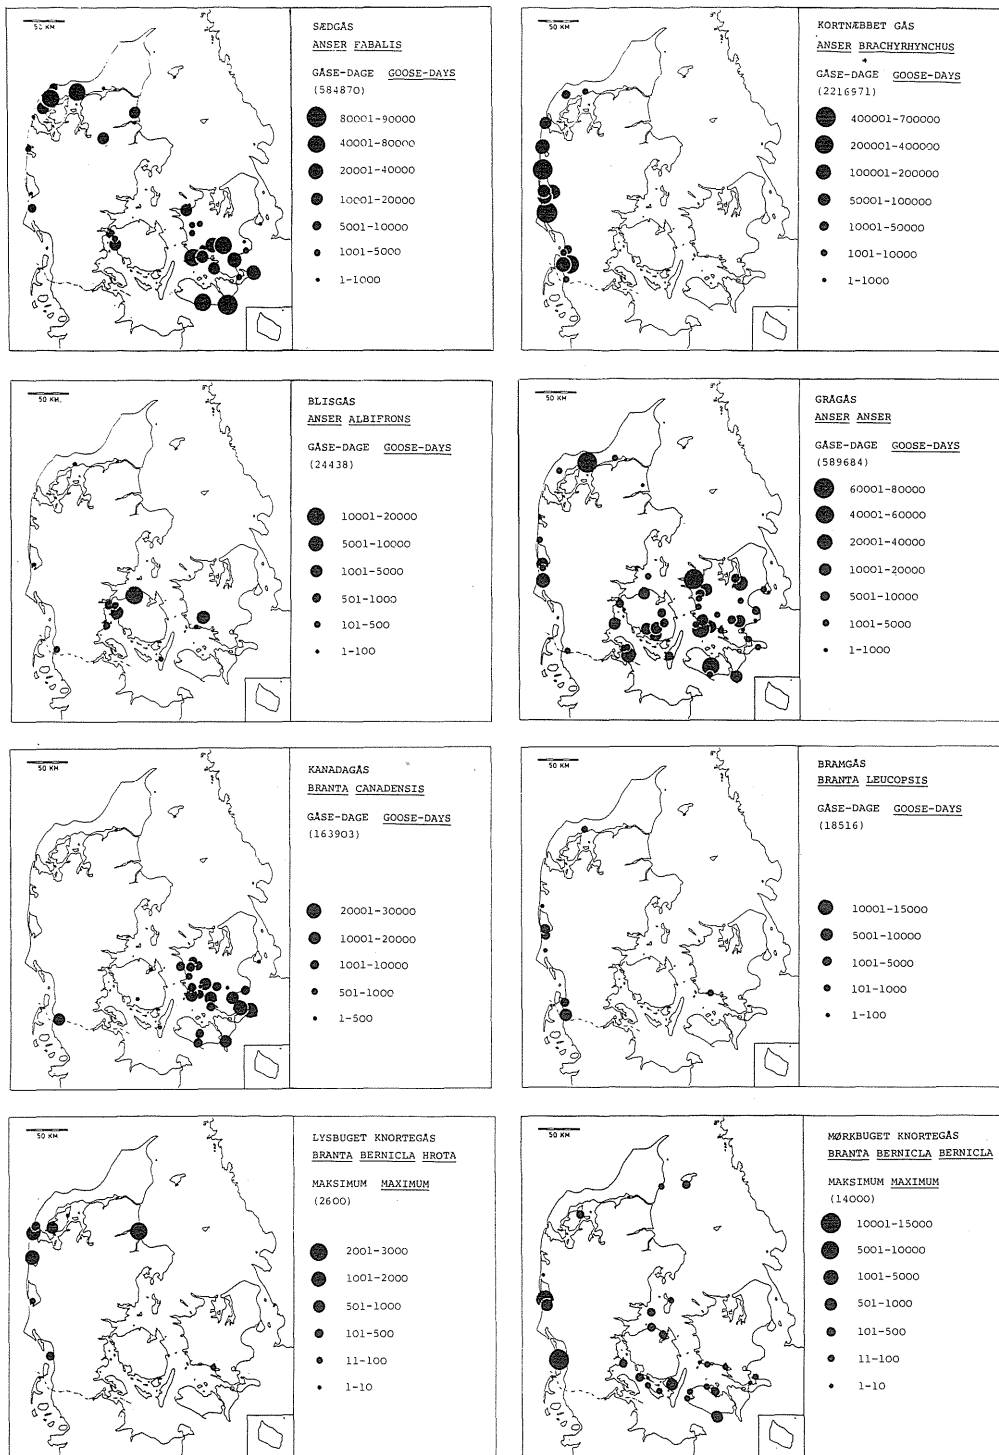 50 KM
SÆDGÅS
ANSER FABALIS
GÅSE-DAGE GOOSE-DAYS
(584870)
80001-90000
40001-80000
20001-40000
10001-20000
5001-10000
1001-5000
1-1000
50 KM
KORTNÆBBET GÅS
ANSER BRACHYRHYNCHUS
GÅSE-DAGE GOOSE-DAYS
(2216971)
400001-700000
200001-400000
100001-200000
50001-100000
10001-50000
1001-10000
1-1000
50 KM.
BLISGÅS
ANSER ALBIFRONS
GÅSE-DAGE GOOSE-DAYS
(24438)
10001-20000
5001-10000
1001-5000
501-1000
101-500
1-100
50 KM
GRÅGÅS
ANSER ANSER
GÅSE-DAGE GOOSE-DAYS
(589684)
60001-80000
40001-60000
20001-40000
10001-20000
5001-10000
1001-5000
1-1000
50 KM
KANADAGÅS
BRANTA CANADENSIS
GÅSE-DAGE GOOSE-DAYS
(163903)
20001-30000
10001-20000
1001-10000
501-1000
1-500
50 KM
BRAMGÅS
BRANTA LEUCOPSIS
GÅSE-DAGE GOOSE-DAYS
(18516)
10001-15000
5001-10000
1001-5000
101-1000
1-100
50 KM
LYSBUGET KNORTEGÅS
BRANTA BERNICLA HROTA
MAKSIMUM MAXIMUM
(2600)
2001-3000
1001-2000
501-1000
101-500
11-100
1-10
50 KM
MØRKBUGET KNORTEGÅS
BRANTA BERNICLA BERNICLA
MAKSIMUM MAXIMUM
(14000)
10001-15000
5001-10000
1001-5000
501-1000
101-500
11-100
1-10